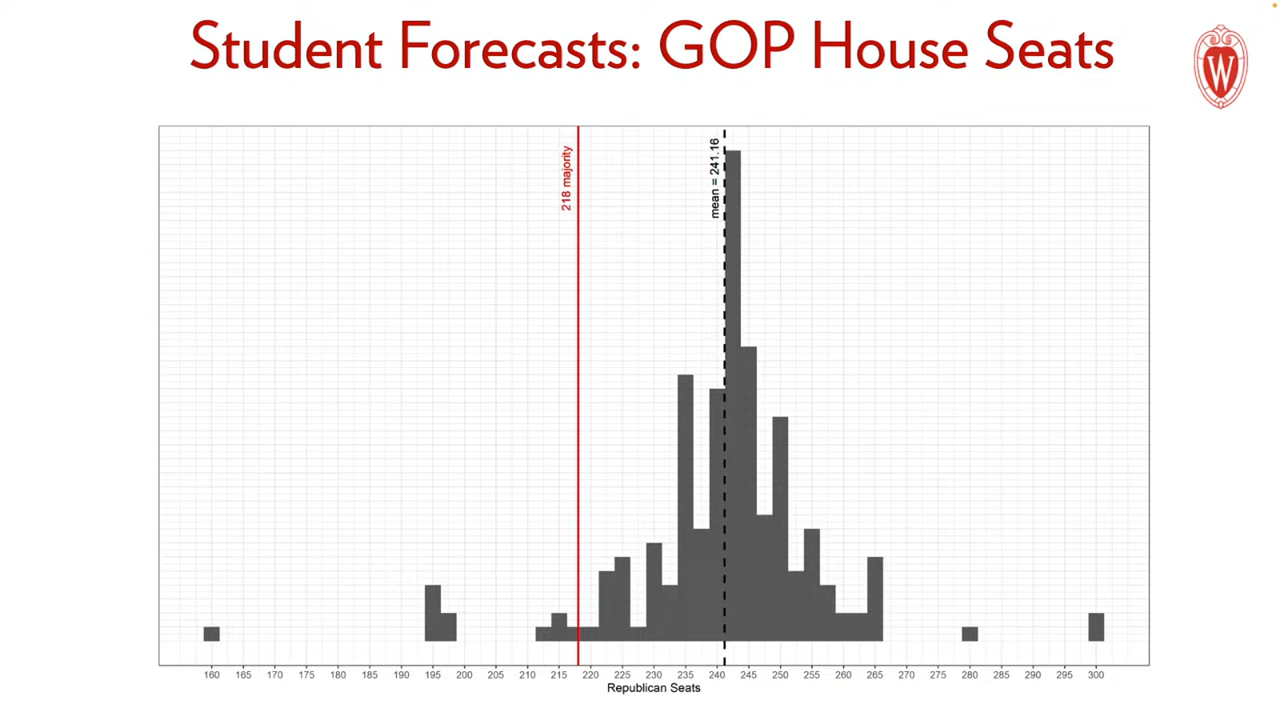 Student Forecasts: GOP House Seats
W
218 majority
mean = 241.16
160 165 170 175 180 185 190 195 200 205 210 215 220 225 230 235 240 245 250 255 260 265 270 275 280 285 290 295 300
Republican Seats